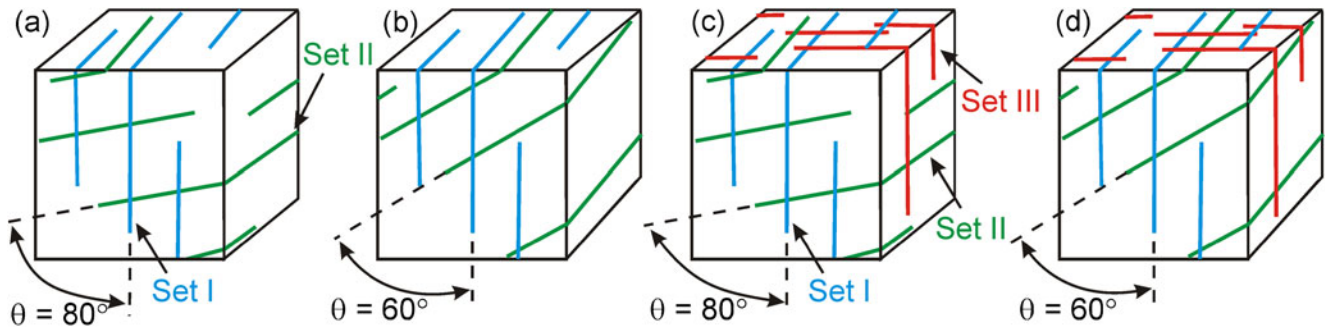 (a)
Set II
Set I
θ = 80°
(b)
θ = 60°
(c)
Set III
Set II
Set I
θ = 80°
(d)
θ = 60°